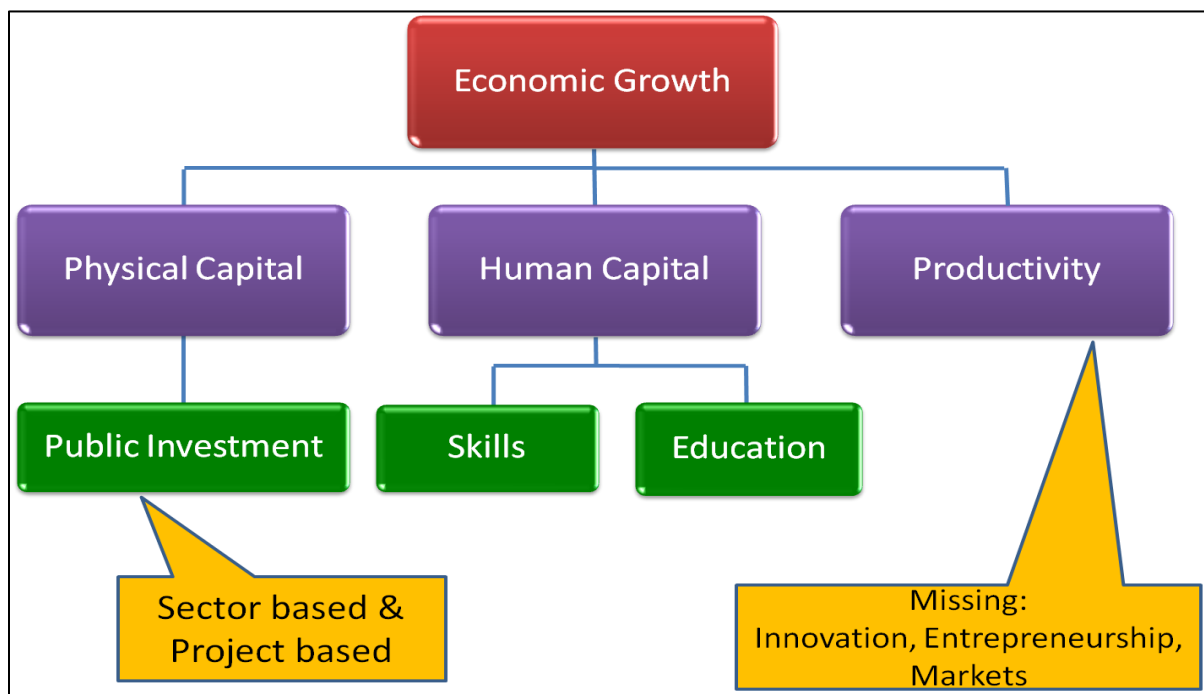 Economic Growth
Physical Capital
Human Capital
Productivity
Public Investment
Skills
Education
Sector based &
Project based
Missing:
Innovation, Entrepreneurship,
Markets